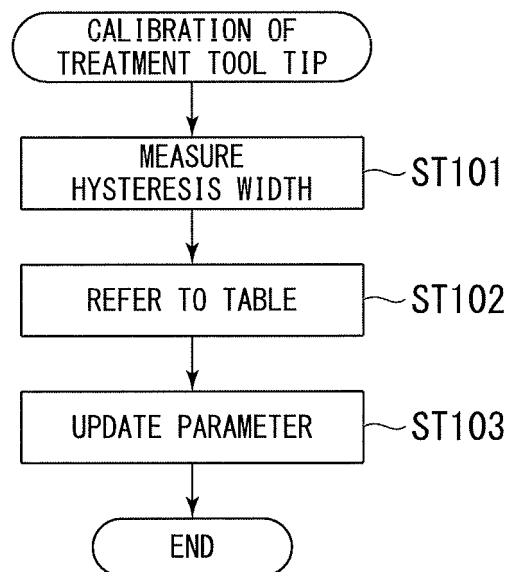 CALIBRATION OF
TREATMENT TOOL TIP
MEASURE
HYSTERESIS WIDTH
ST101
REFER TO TABLE
ST102
UPDATE PARAMETER
ST103
END